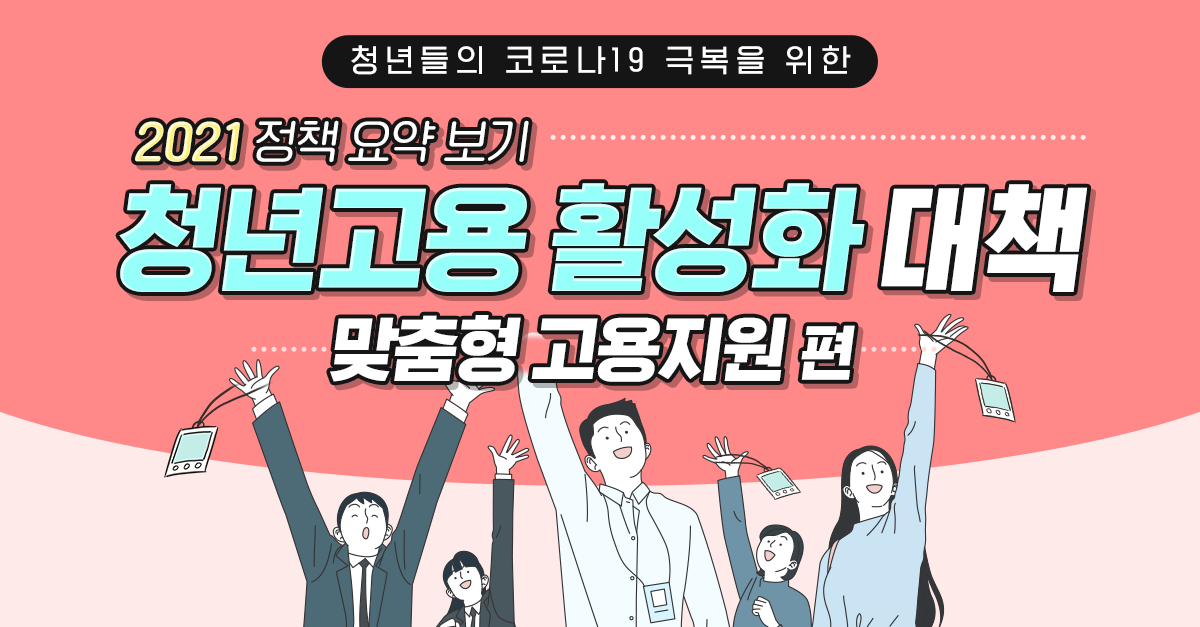 청년들의 코로나19 극복을 위한
2021 정책 요약 보기
청년고용 활성화 대책
맞춤형 고용지원 편